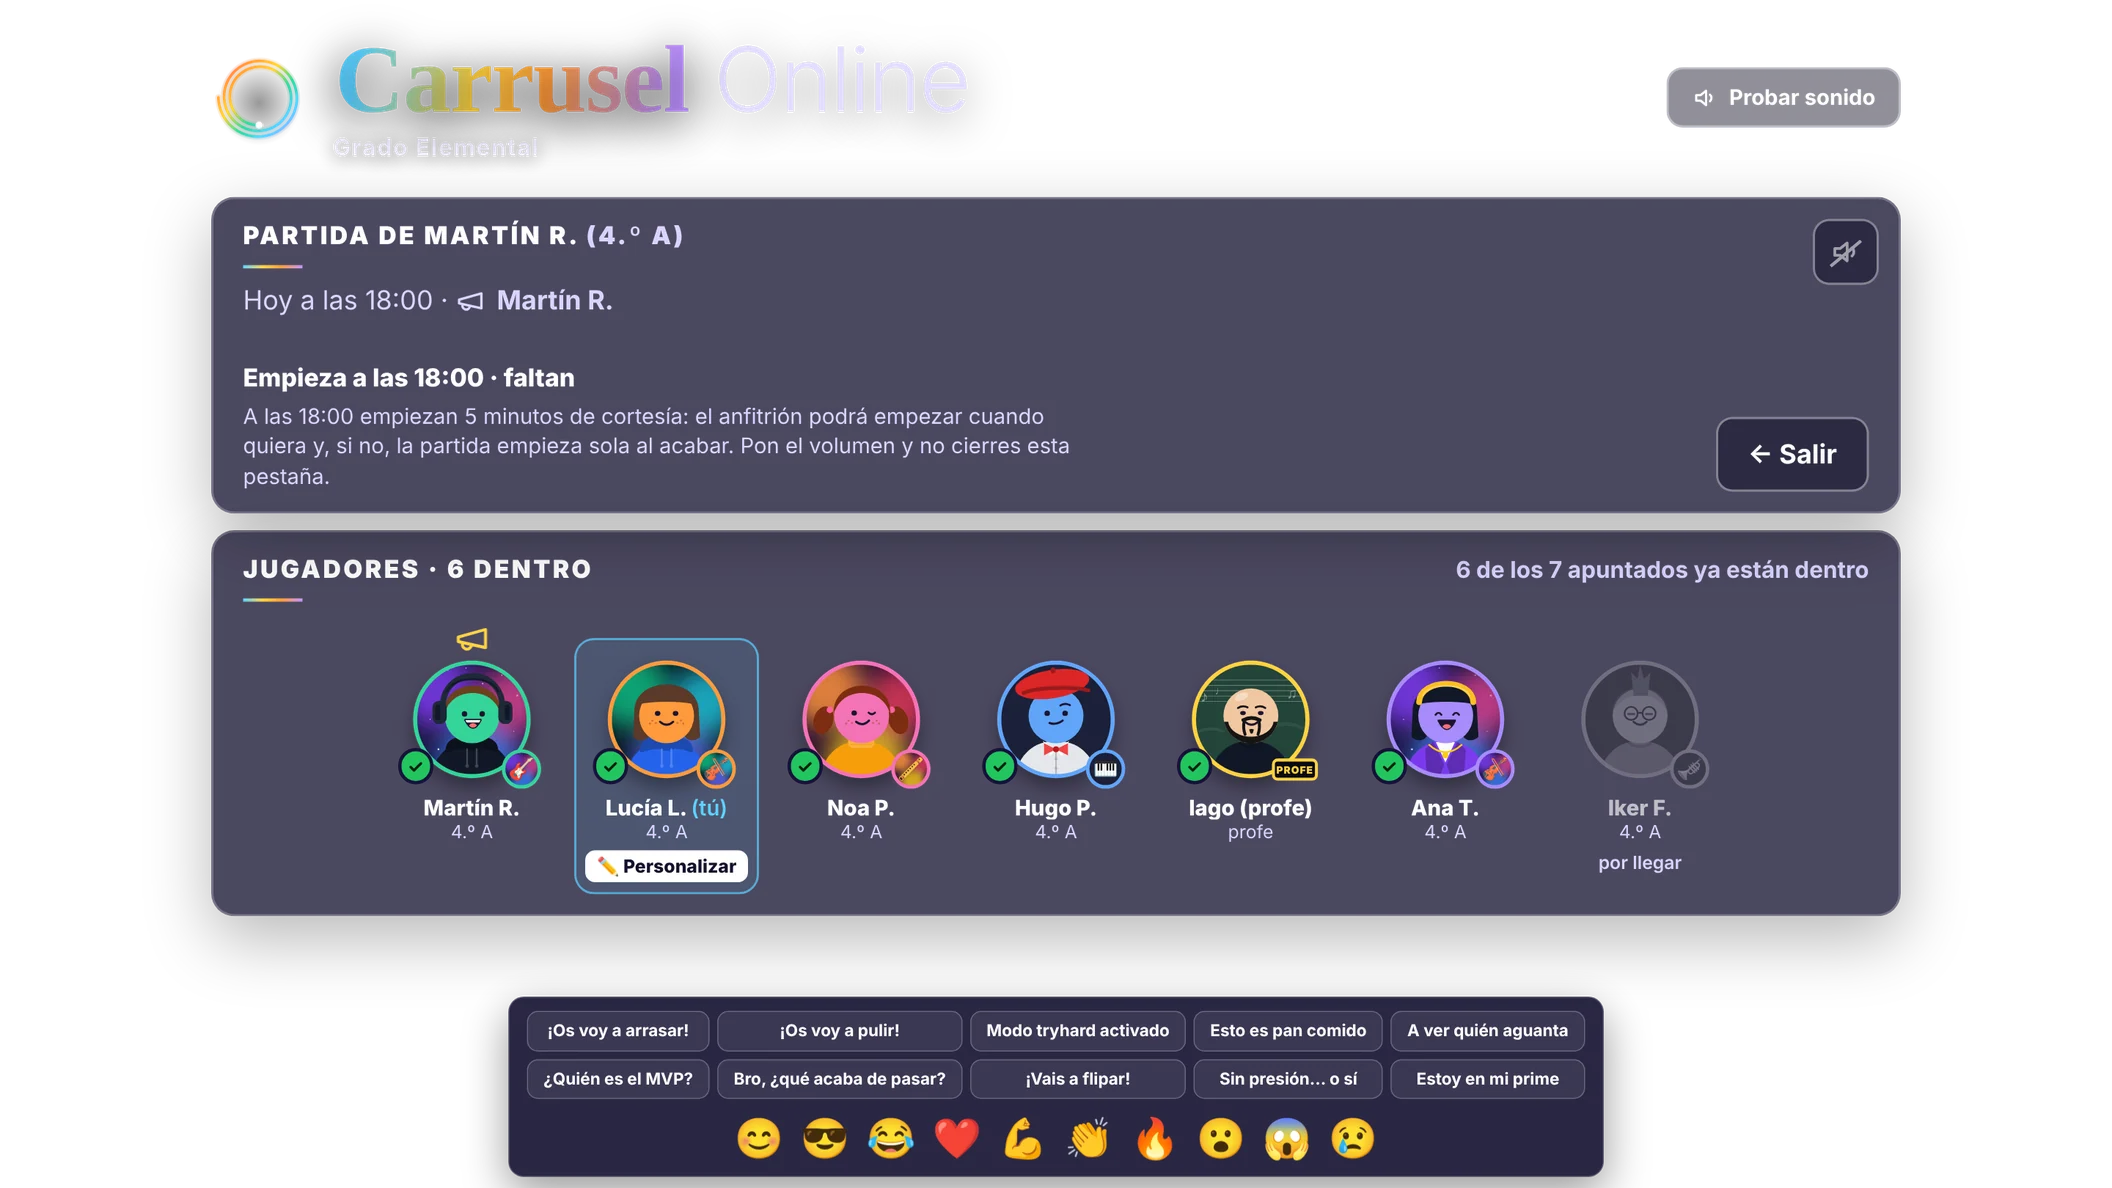 Carrusel Online
Grado Elemental
Probar sonido
PARTIDA DE MARTÍN R. (4.º A)
Hoy a las 18:00 · Martín R.
Empieza a las 18:00 · faltan
A las 18:00 empiezan 5 minutos de cortesía: el anfitrión podrá empezar cuando
quiera y, si no, la partida empieza sola al acabar. Pon el volumen y no cierres esta
pestaña.
← Salir
JUGADORES · 6 DENTRO
6 de los 7 apuntados ya están dentro
PROFE
Martín R.
4.º A
Lucía L. (tú)
4.º A
Personalizar
Noa P.
4.º A
Hugo P.
4.º A
Iago (profe)
profe
Ana T.
4.º A
Iker F.
4.º A
por llegar
¡Os voy a arrasar!
¡Os voy a pulir!
Modo tryhard activado
Esto es pan comido
A ver quién aguanta
¿Quién es el MVP?
Bro, ¿qué acaba de pasar?
¡Vais a flipar!
Sin presión... o sí
Estoy en mi prime